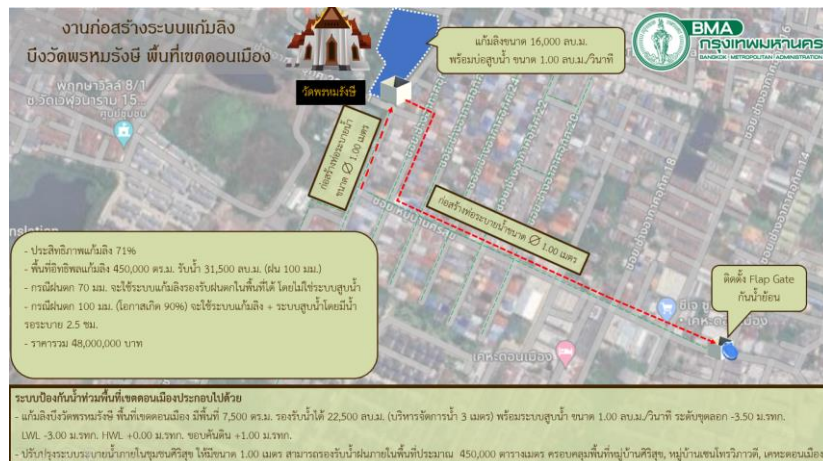 งานก่อสร้างระบบแก้มลิง
บึงวัดพรหมรังษี พื้นที่เขตดอนเมือง
แก้มลิงขนาด 16,000 ลบ.ม.
พร้อมบ่อสูบน้ำ ขนาด 1.00 ลบ.ม./วินาที
BMA
กรุงเทพมหานคร
BANGKOK METROPOLITAN ADMINISTRATION
พฤกษาวิลล์ 8/1
วัดพรหมรังษี
ก่อสร้างท่อระบายน้ำ
ขนาด Ø 1.00 เมตร
ก่อสร้างท่อระบายน้ำขนาด Ø 1.00 เมตร
ติดตั้ง Flap Gate
กันน้ำย้อน
เคหะดอนเมือง
- ประสิทธิภาพแก้มลิง 71%
- พื้นที่อิทธิพลแก้มลิง 450,000 ตร.ม. รับน้ำ 31,500 ลบ.ม. (ฝน 100 มม.)
- กรณีฝนตก 70 มม. จะใช้ระบบแก้มลิงรองรับฝนตกในพื้นที่ได้ โดยไม่ใช้ระบบสูบน้ำ
- กรณีฝนตก 100 มม. (โอกาสเกิด 90%) จะใช้ระบบแก้มลิง + ระบบสูบน้ำโดยมีน้ำ
รอระบาย 2.5 ชม.
- ราคารวม 48,000,000 บาท
ระบบป้องกันน้ำท่วมพื้นที่เขตดอนเมืองประกอบไปด้วย
- แก้มลิงบึงวัดพรหมรังษี พื้นที่เขตดอนเมือง มีพื้นที่ 7,500 ตร.ม. รองรับน้ำได้ 22,500 ลบ.ม. (บริหารจัดการน้ำ 3 เมตร) พร้อมระบบสูบน้ำ ขนาด 1.00 ลบ.ม./วินาที ระดับขุดลอก -3.50 ม.รทก.
LWL -3.00 ม.รทก. HWL +0.00 ม.รทก. ขอบคันดิน +1.00 ม.รทก.
- ปรับปรุงระบบระบายน้ำภายในชุมชนศิริสุข ให้มีขนาด 1.00 เมตร สามารถรองรับน้ำฝนภายในพื้นที่ประมาณ 450,000 ตารางเมตร ครอบคลุมพื้นที่หมู่บ้านศิริสุข, หมู่บ้านเซนโทรวิภาวดี, เคหะดอนเมือง